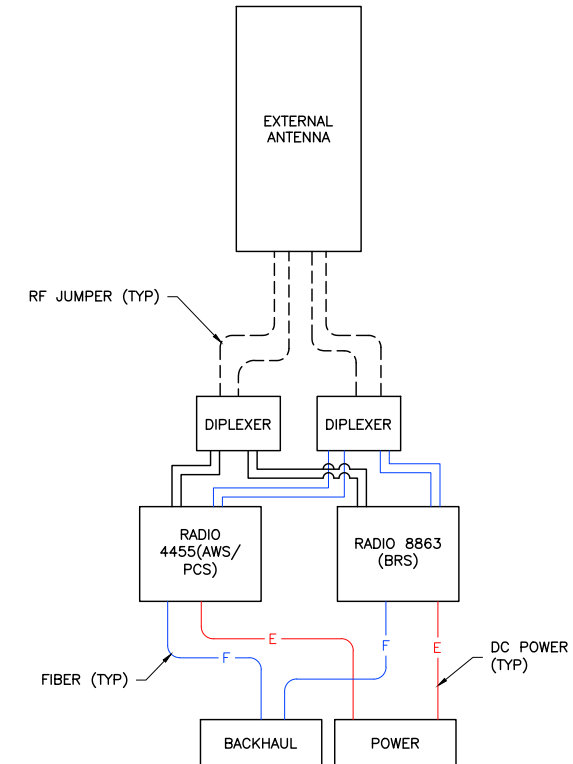 EXTERNAL
ANTENNA
RF JUMPER (TYP)
DIPLEXER
DIPLEXER
RADIO
4455(AWS/
PCS)
RADIO 8863
(BRS)
E
F
F
E
DC POWER
(TYP)
FIBER (TYP)
BACKHAUL
POWER